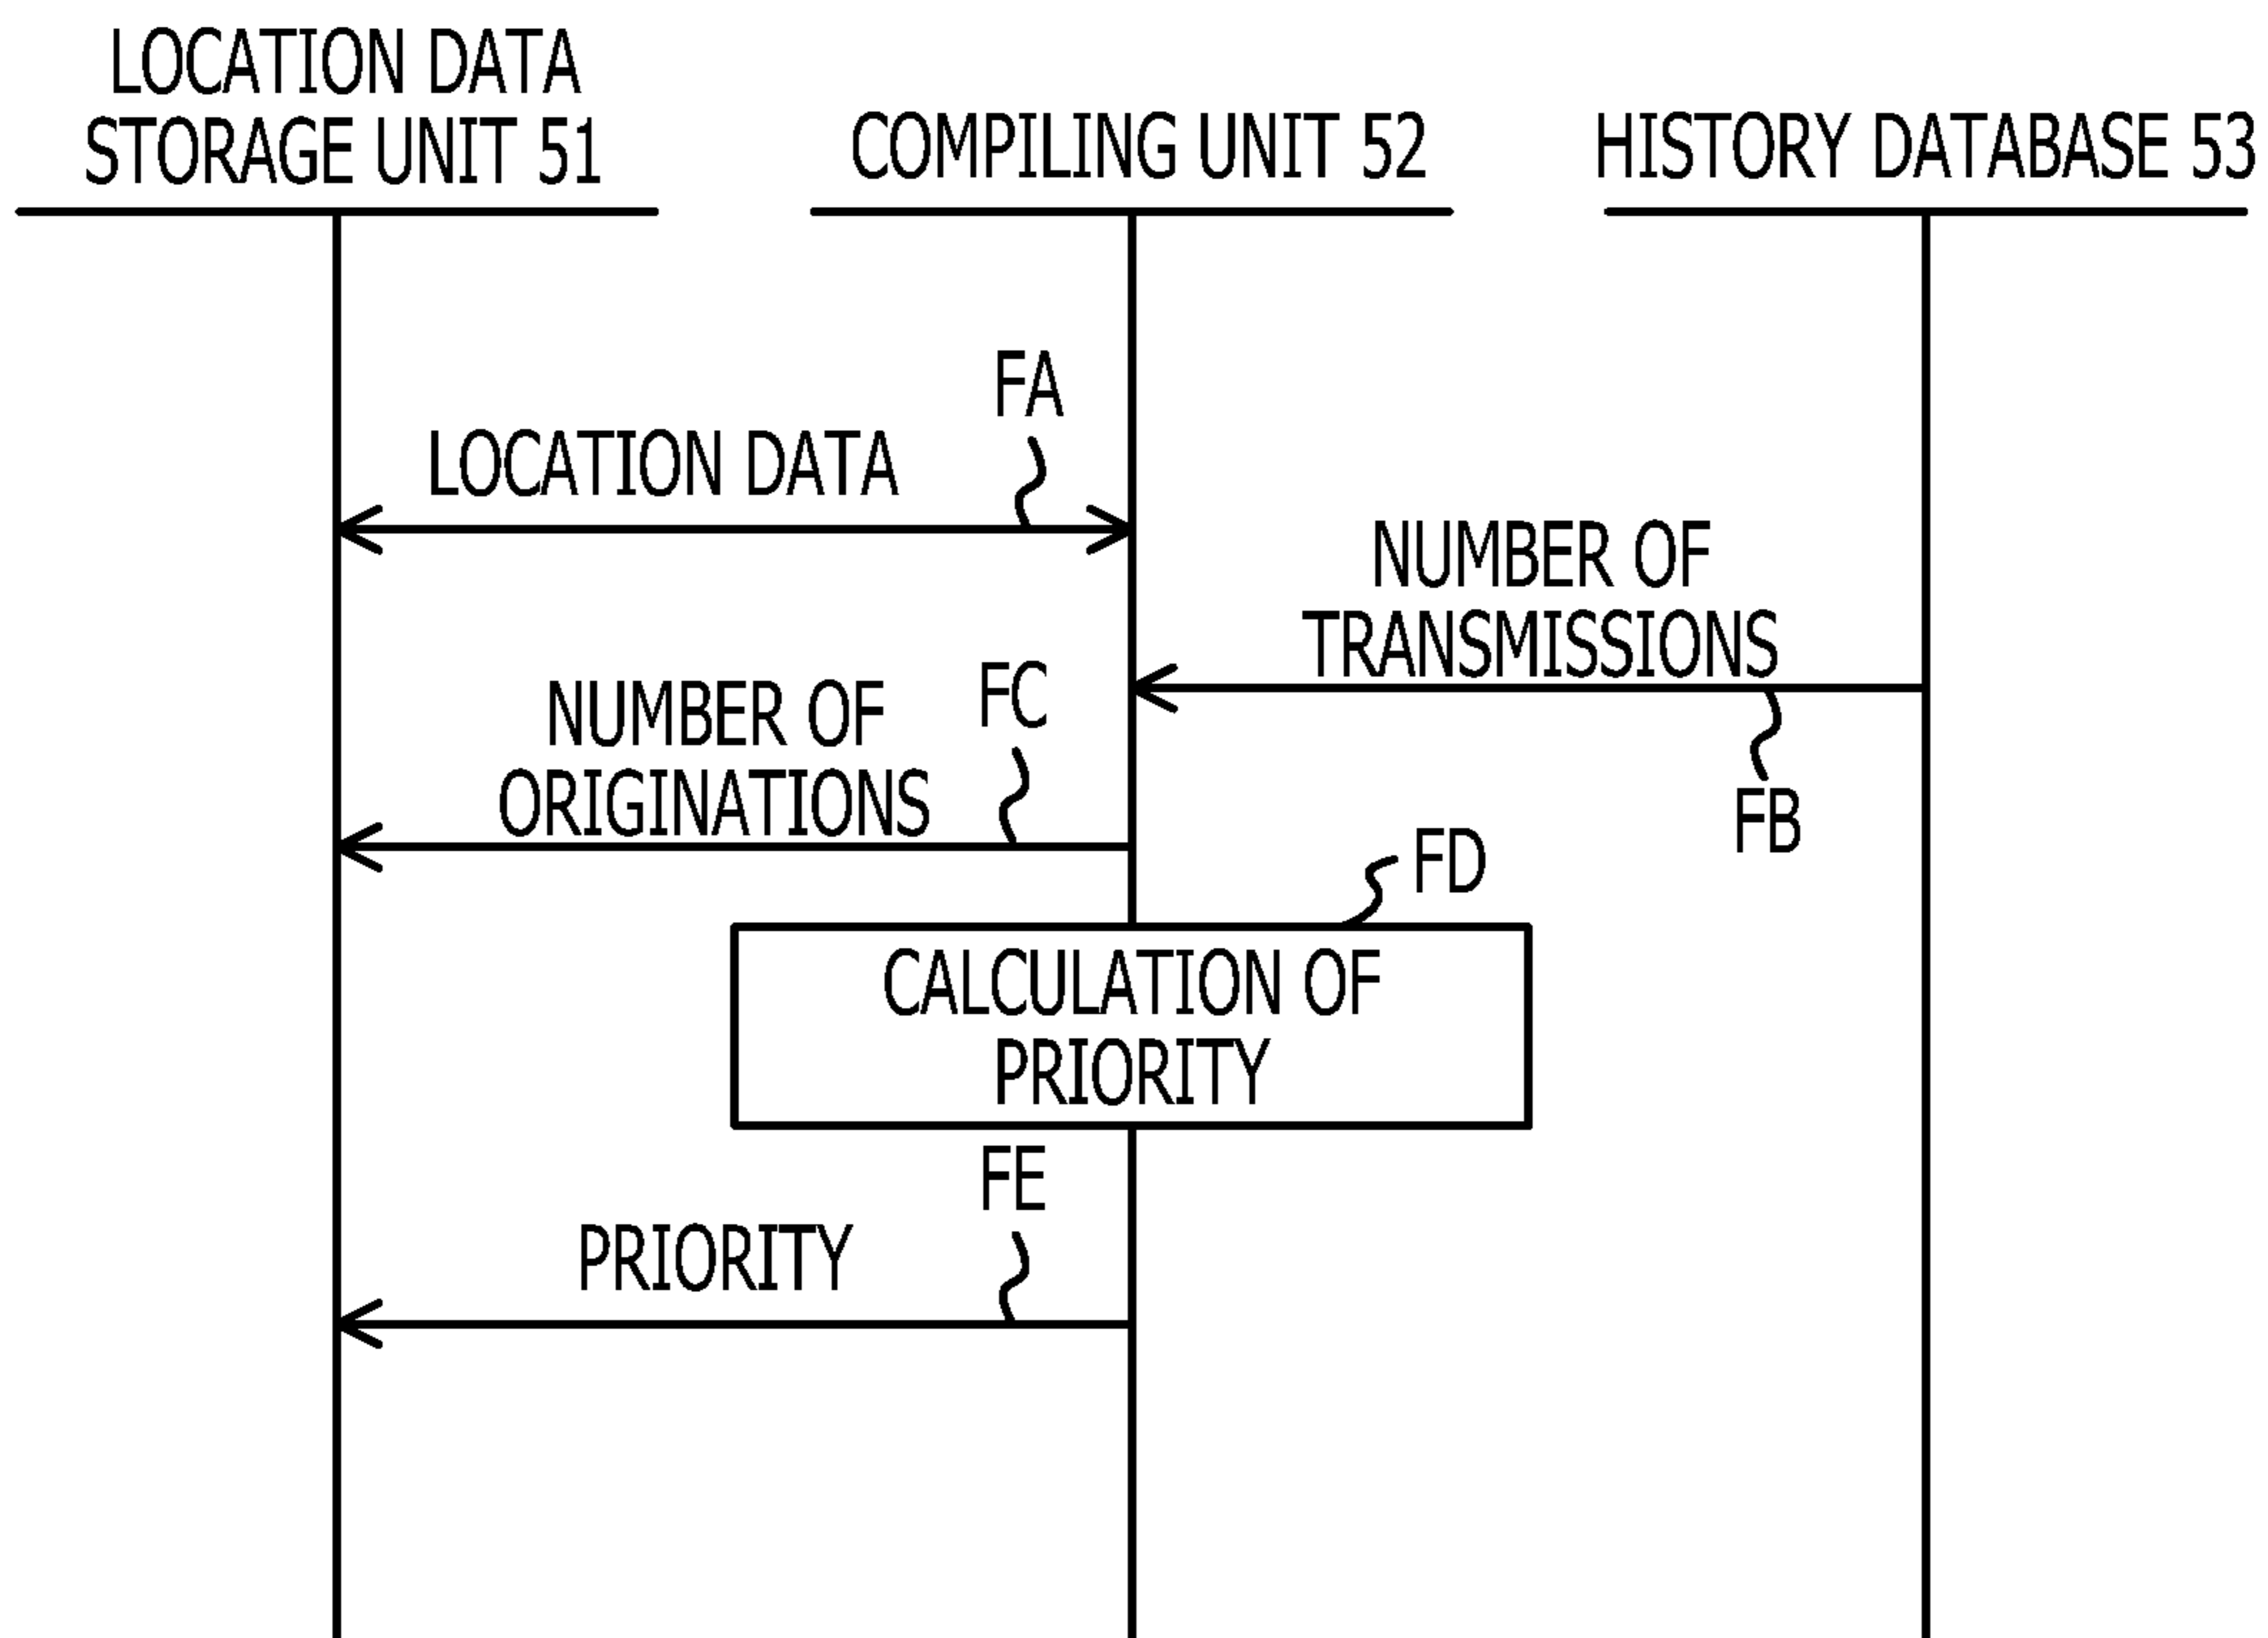 LOCATION DATA
STORAGE UNIT 51
COMPILING UNIT 52
HISTORY DATABASE 53
FA
LOCATION DATA
NUMBER OF
TRANSMISSIONS
FB
FC
NUMBER OF
ORIGINATIONS
FD
CALCULATION OF
PRIORITY
FE
PRIORITY